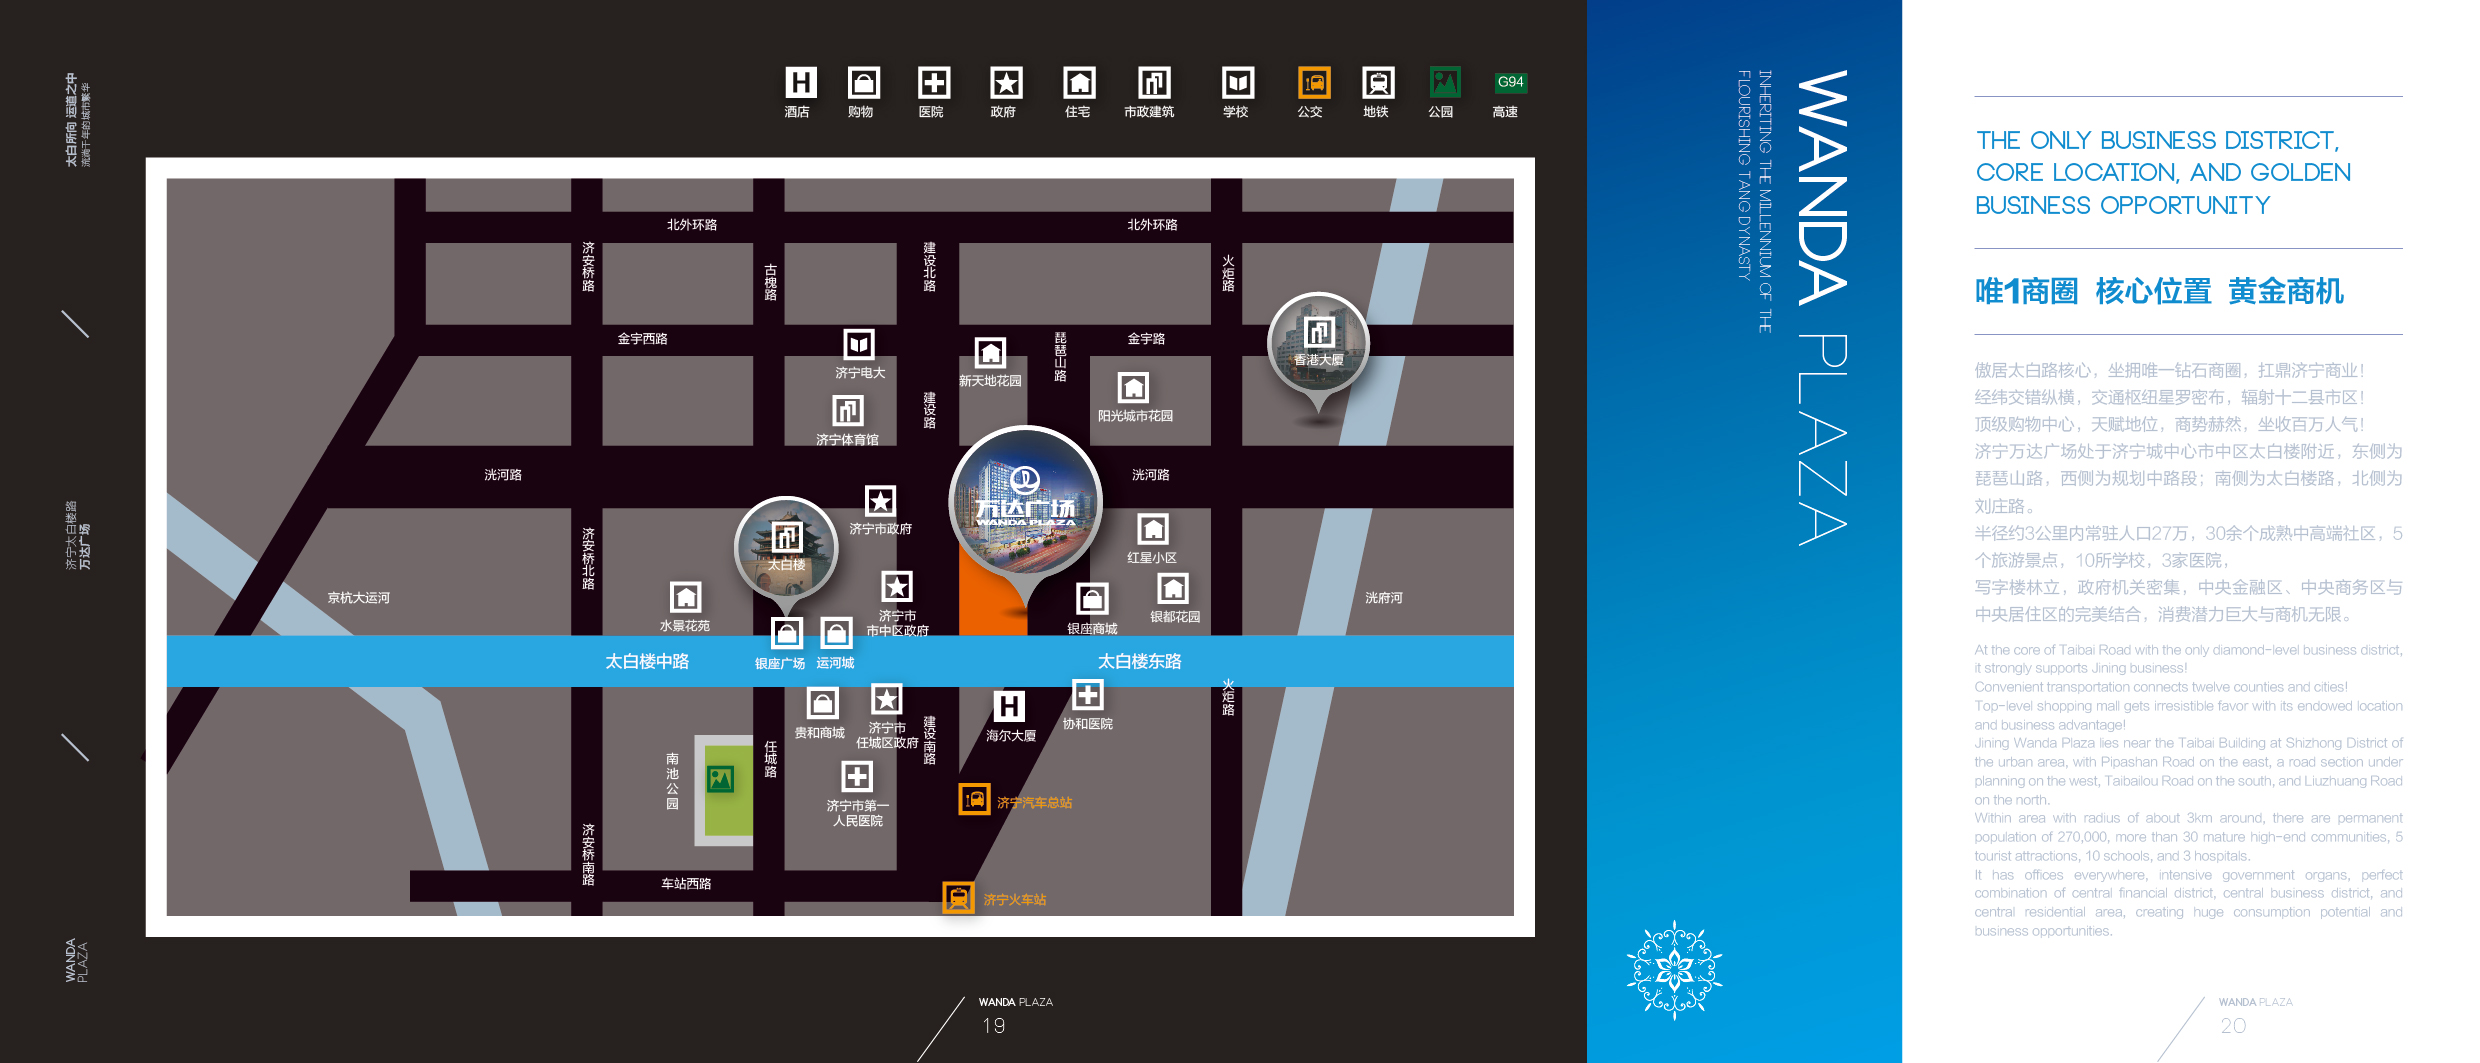 太白所向 运道之中
流淌千年的城市繁华
济宁太白楼路
万达广场
WANDA
PLAZA
酒店
购物
医院
政府
住宅
市政建筑
学校
公交
地铁
公园
G94
高速
北外环路
北外环路
济安桥路
古槐路
建设北路
火炬路
金宇西路
济宁电大
新天地花园
琵琶山路
金宇路
香港大厦
建设路
济宁体育馆
阳光城市花园
洸河路
万达广场
WANDA PLAZA
洸河路
济宁市政府
太白楼
红星小区
济安桥北路
京杭大运河
水景花苑
济宁市
市中区政府
银座商城
银都花园
洸府河
太白楼中路
银座广场
运河城
太白楼东路
火炬路
贵和商城
济宁市
任城区政府
建设南路
海尔大厦
协和医院
南池公园
任城路
济宁市第一
人民医院
济宁汽车总站
济安桥南路
车站西路
济宁火车站
WANDA PLAZA
19
WANDA PLAZA
INHERITING THE MILLENNIUM OF THE
FLOURISHING TANG DYNASTY
THE ONLY BUSINESS DISTRICT,
CORE LOCATION, AND GOLDEN
BUSINESS OPPORTUNITY
唯1商圈 核心位置 黄金商机
傲居太白路核心，坐拥唯一钻石商圈，扛鼎济宁商业！
经纬交错纵横，交通枢纽星罗密布，辐射十二县市区！
顶级购物中心，天赋地位，商势赫然，坐收百万人气！
济宁万达广场处于济宁城中心市中区太白楼附近，东侧为
琵琶山路，西侧为规划中路段；南侧为太白楼路，北侧为
刘庄路。
半径约3公里内常驻人口27万，30余个成熟中高端社区，5
个旅游景点，10所学校，3家医院，
写字楼林立，政府机关密集，中央金融区、中央商务区与
中央居住区的完美结合，消费潜力巨大与商机无限。
At the core of Taibai Road with the only diamond-level business district,
it strongly supports Jining business!
Convenient transportation connects twelve counties and cities!
Top-level shopping mall gets irresistible favor with its endowed location
and business advantage!
Jining Wanda Plaza lies near the Taibai Building at Shizhong District of
the urban area, with Pipashan Road on the east, a road section under
planning on the west, Taibailou Road on the south, and Liuzhuang Road
on the north.
Within area with radius of about 3km around, there are permanent
population of 270,000, more than 30 mature high-end communities, 5
tourist attractions, 10 schools, and 3 hospitals.
It has offices everywhere, intensive government organs, perfect
combination of central financial district, central business district, and
central residential area, creating huge consumption potential and
business opportunities.
WANDA PLAZA
20